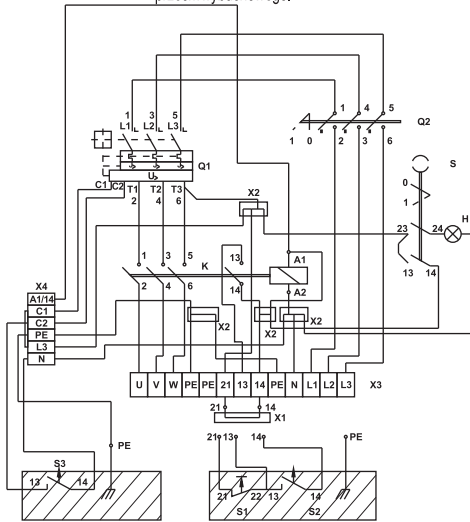 1 3 5
L1 L2 L3
Q1
U>
C1 C2 T1 T2 T3
2 4 6
1 4 5
Q2
1 0 2 3 6
S
0
1
X2
23 24 H
13 14
1 3 5
13
K
A1
2 4 6
14
A2
X4
A1/14
C1
C2
PE
L3
N
X2 X2 X2
U V W PE PE 21 13 14 PE N L1 L2 L3 X3
21 14
X1
PE
21 13 14 PE
S3
13 14
21 22 13 14
S1 S2